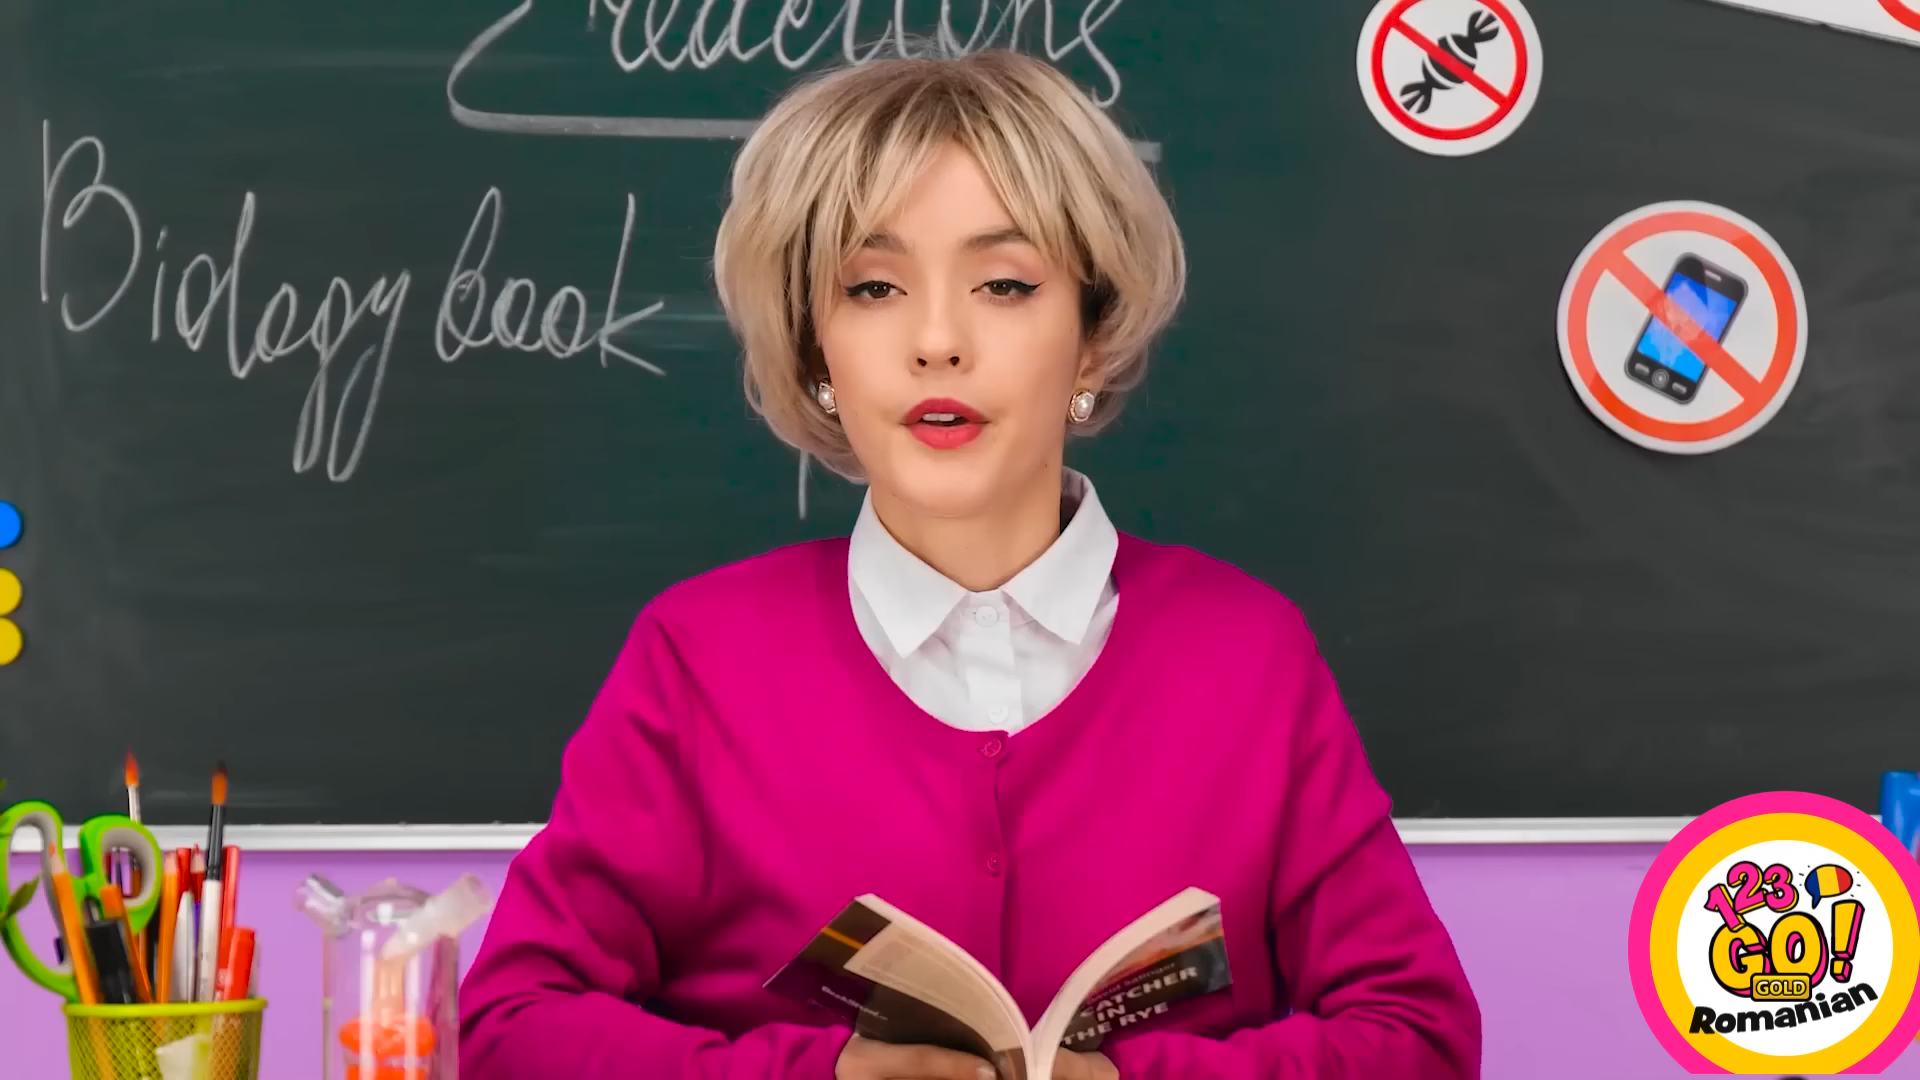 reactions
Biology book
CATCHER
IN
THE RYE
123
GO!
GOLD
Romanian